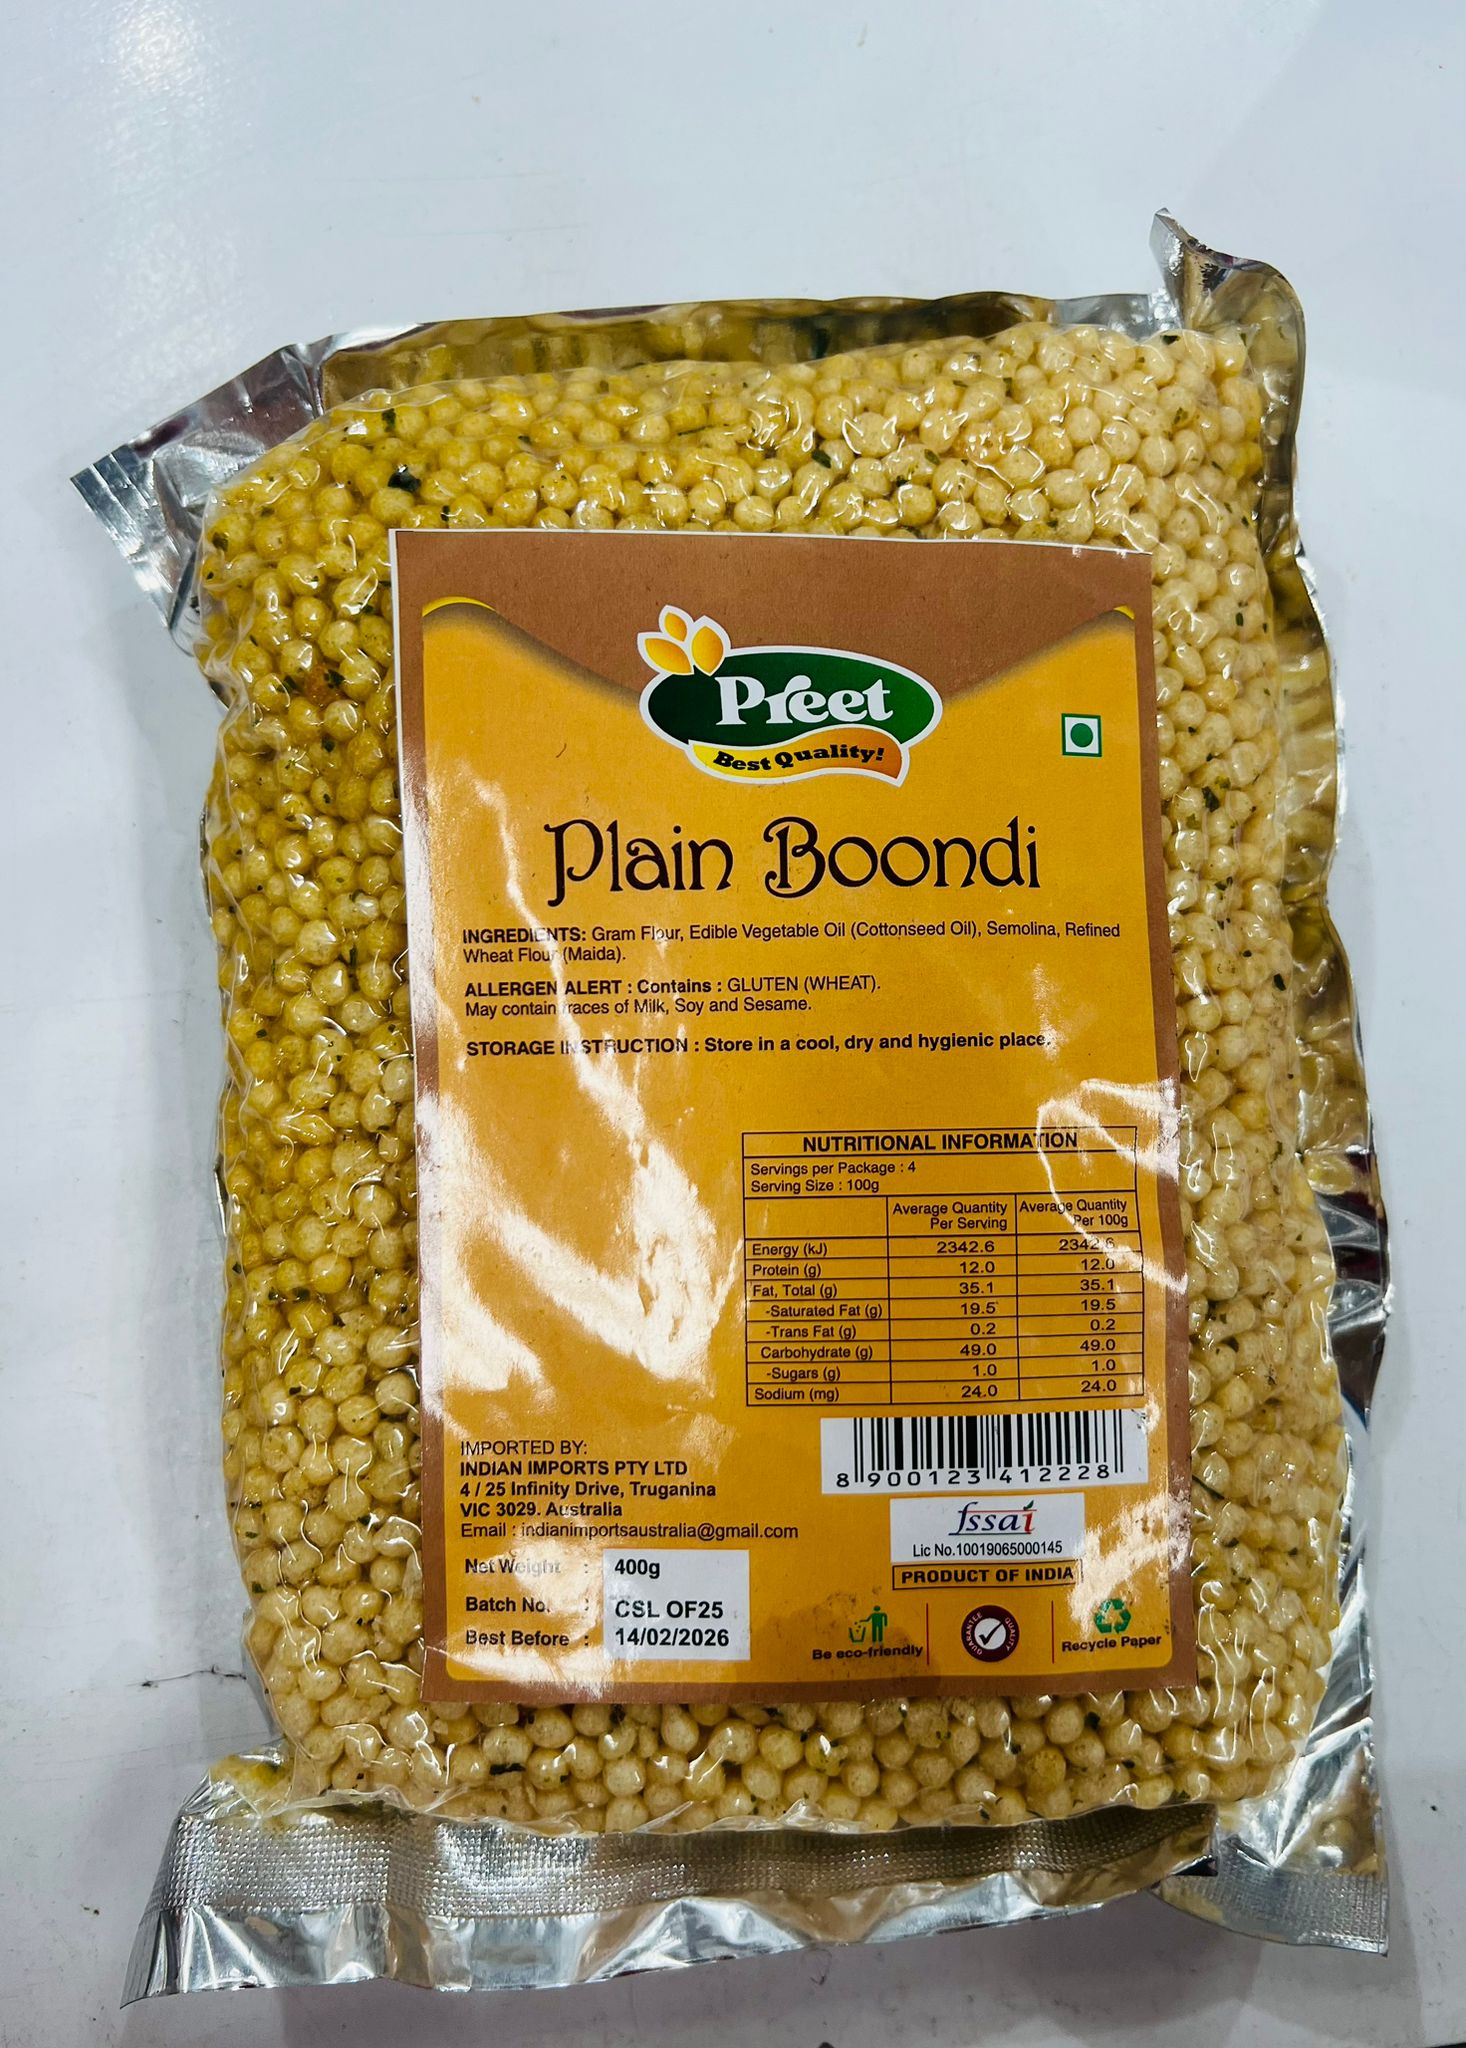 Preet
Best Quality!
Plain Boondi
INGREDIENTS: Gram Flour, Edible Vegetable Oil (Cottonseed Oil), Semolina, Refined
Wheat Flour (Maida).
ALLERGEN ALERT : Contains : GLUTEN (WHEAT).
May contain traces of Milk, Soy and Sesame.
STORAGE INSTRUCTION : Store in a cool, dry and hygienic place.
NUTRITIONAL INFORMATION
Servings per Package : 4
Serving Size : 100g
Average Quantity Per Serving Average Quantity Per 100g
Energy (kJ) 2342.6 2342.6
Protein (g) 12.0 12.0
Fat, Total (g) 35.1 35.1
-Saturated Fat (g) 19.5 19.5
-Trans Fat (g) 0.2 0.2
Carbohydrate (g) 49.0 49.0
-Sugars (g) 1.0 1.0
Sodium (mg) 24.0 24.0
8 900123 412228
fssai
Lic No.10019065000145
PRODUCT OF INDIA
IMPORTED BY:
INDIAN IMPORTS PTY LTD
4 / 25 Infinity Drive, Truganina
VIC 3029. Australia
Email : indianimportsaustralia@gmail.com
Net Weight : 400g
Batch No. : CSL OF25
Best Before : 14/02/2026
Be eco-friendly
GUARANTEE QUALITY
Recycle Paper